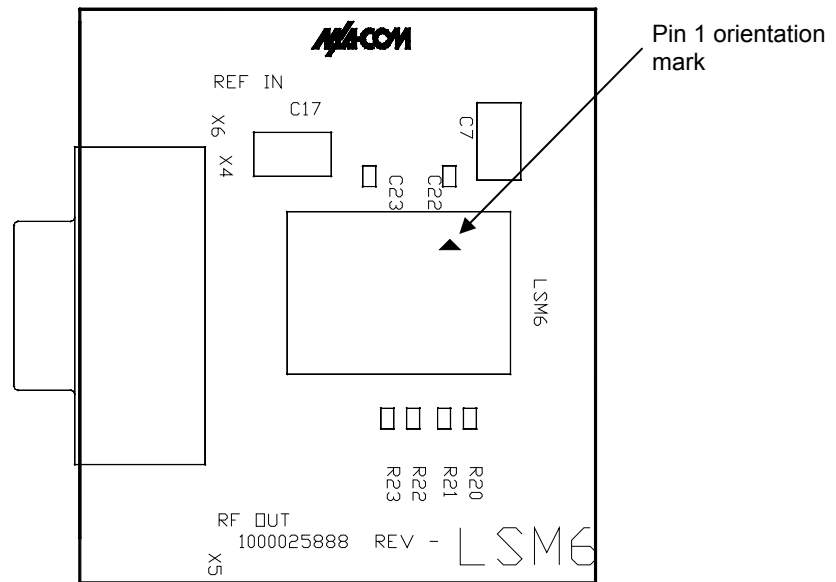 M/A-COM
Pin 1 orientation
mark
REF IN
C17
C7
X6
X4
C23
C22
LSM6
R23
R22
R21
R20
RF OUT
1000025888 REV -
LSM6
X5